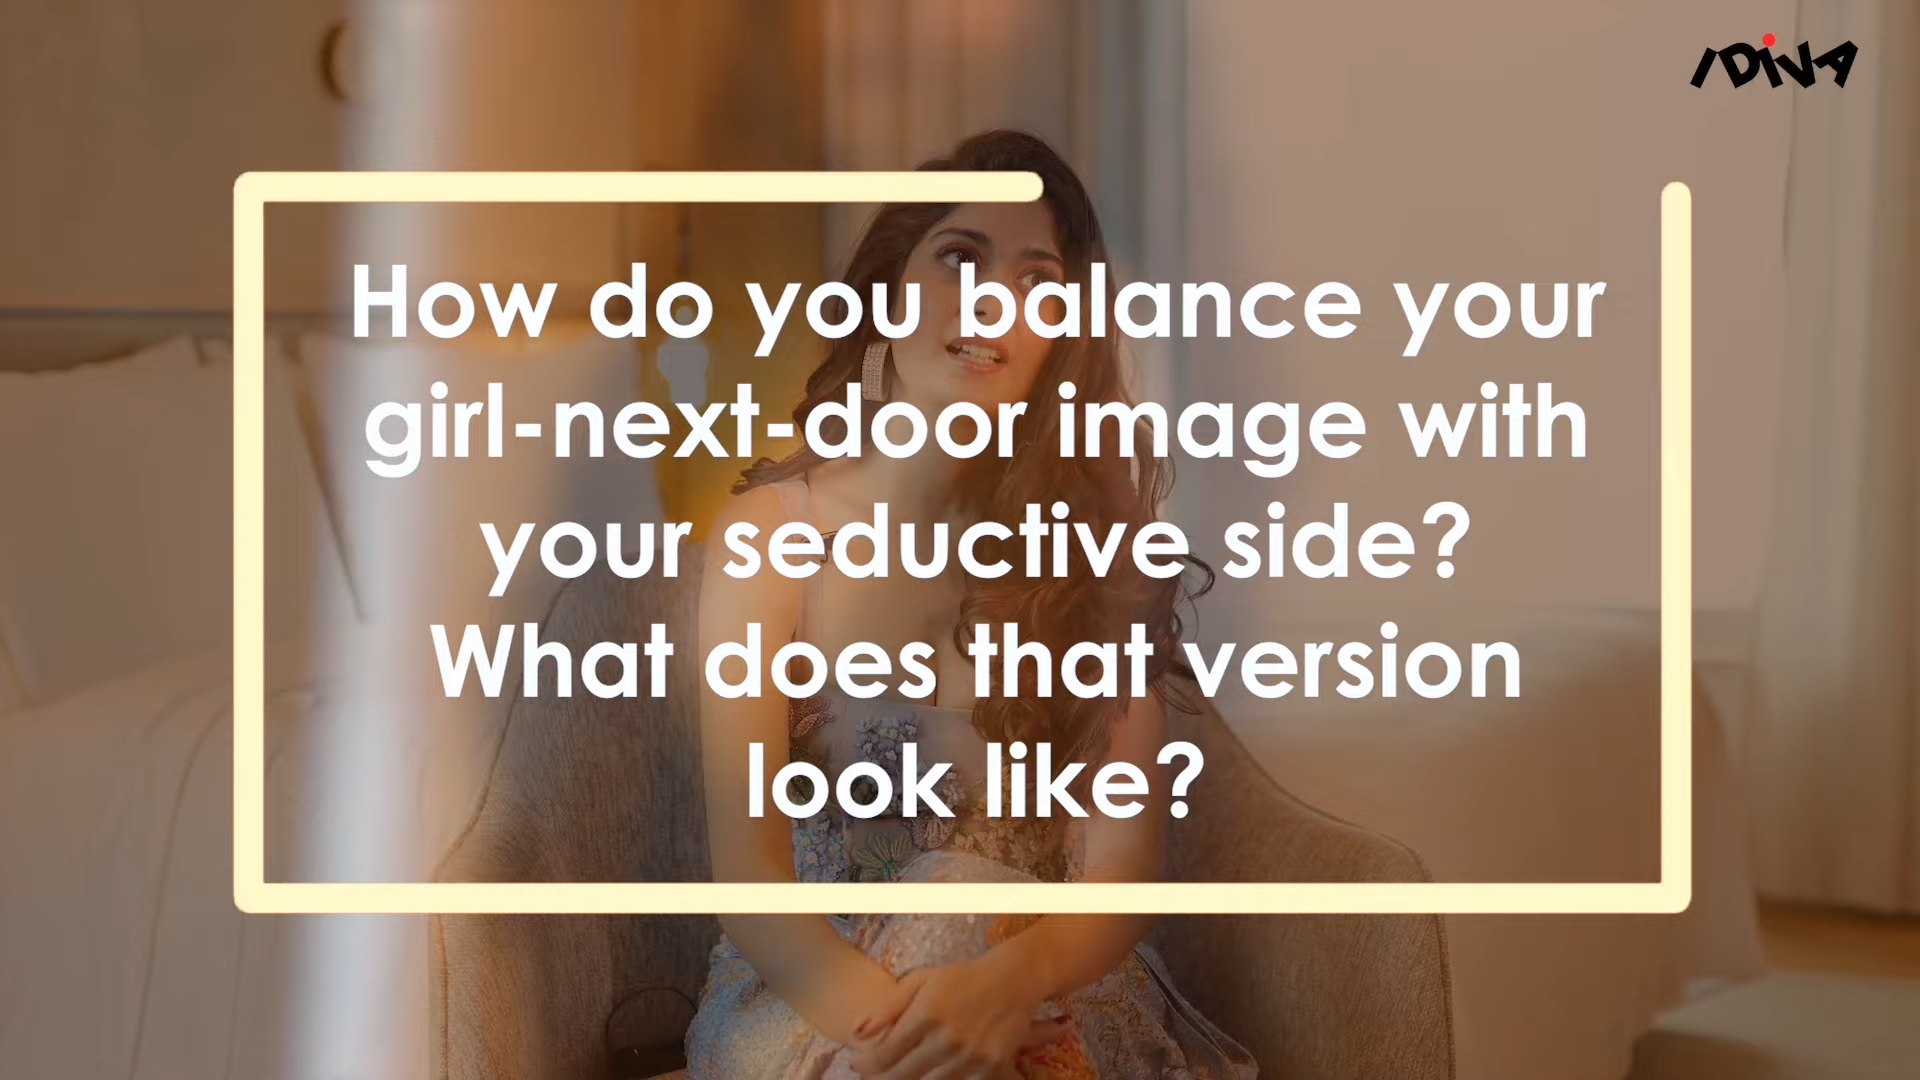 iDIVA
How do you balance your
girl-next-door image with
your seductive side?
What does that version
look like?